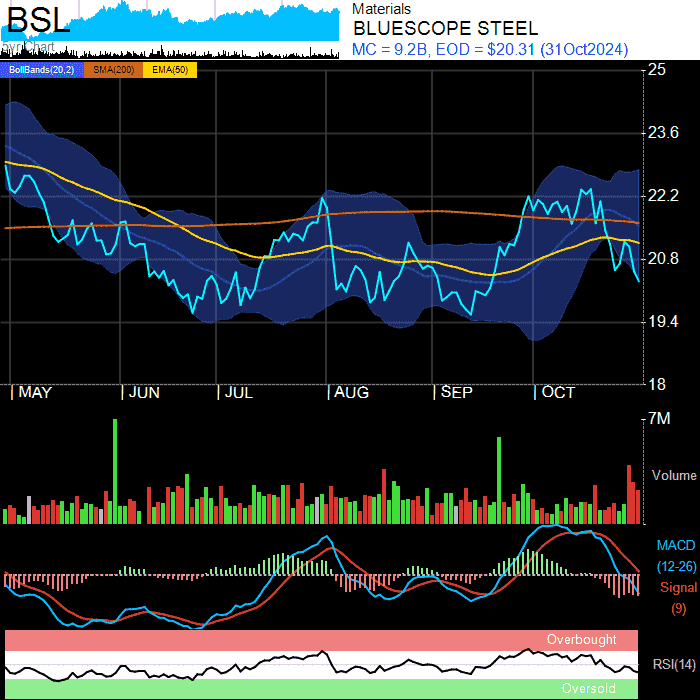 BSL
Materials
BLUESCOPE STEEL
MC = 9.2B, EOD = $20.31 (31Oct2024)
BollBands(20,2) SMA(200) EMA(50)
25
23.6
22.2
20.8
19.4
18
MAY JUN JUL AUG SEP OCT
7M
Volume
MACD
(12-26)
Signal
(9)
Overbought
RSI(14)
Oversold